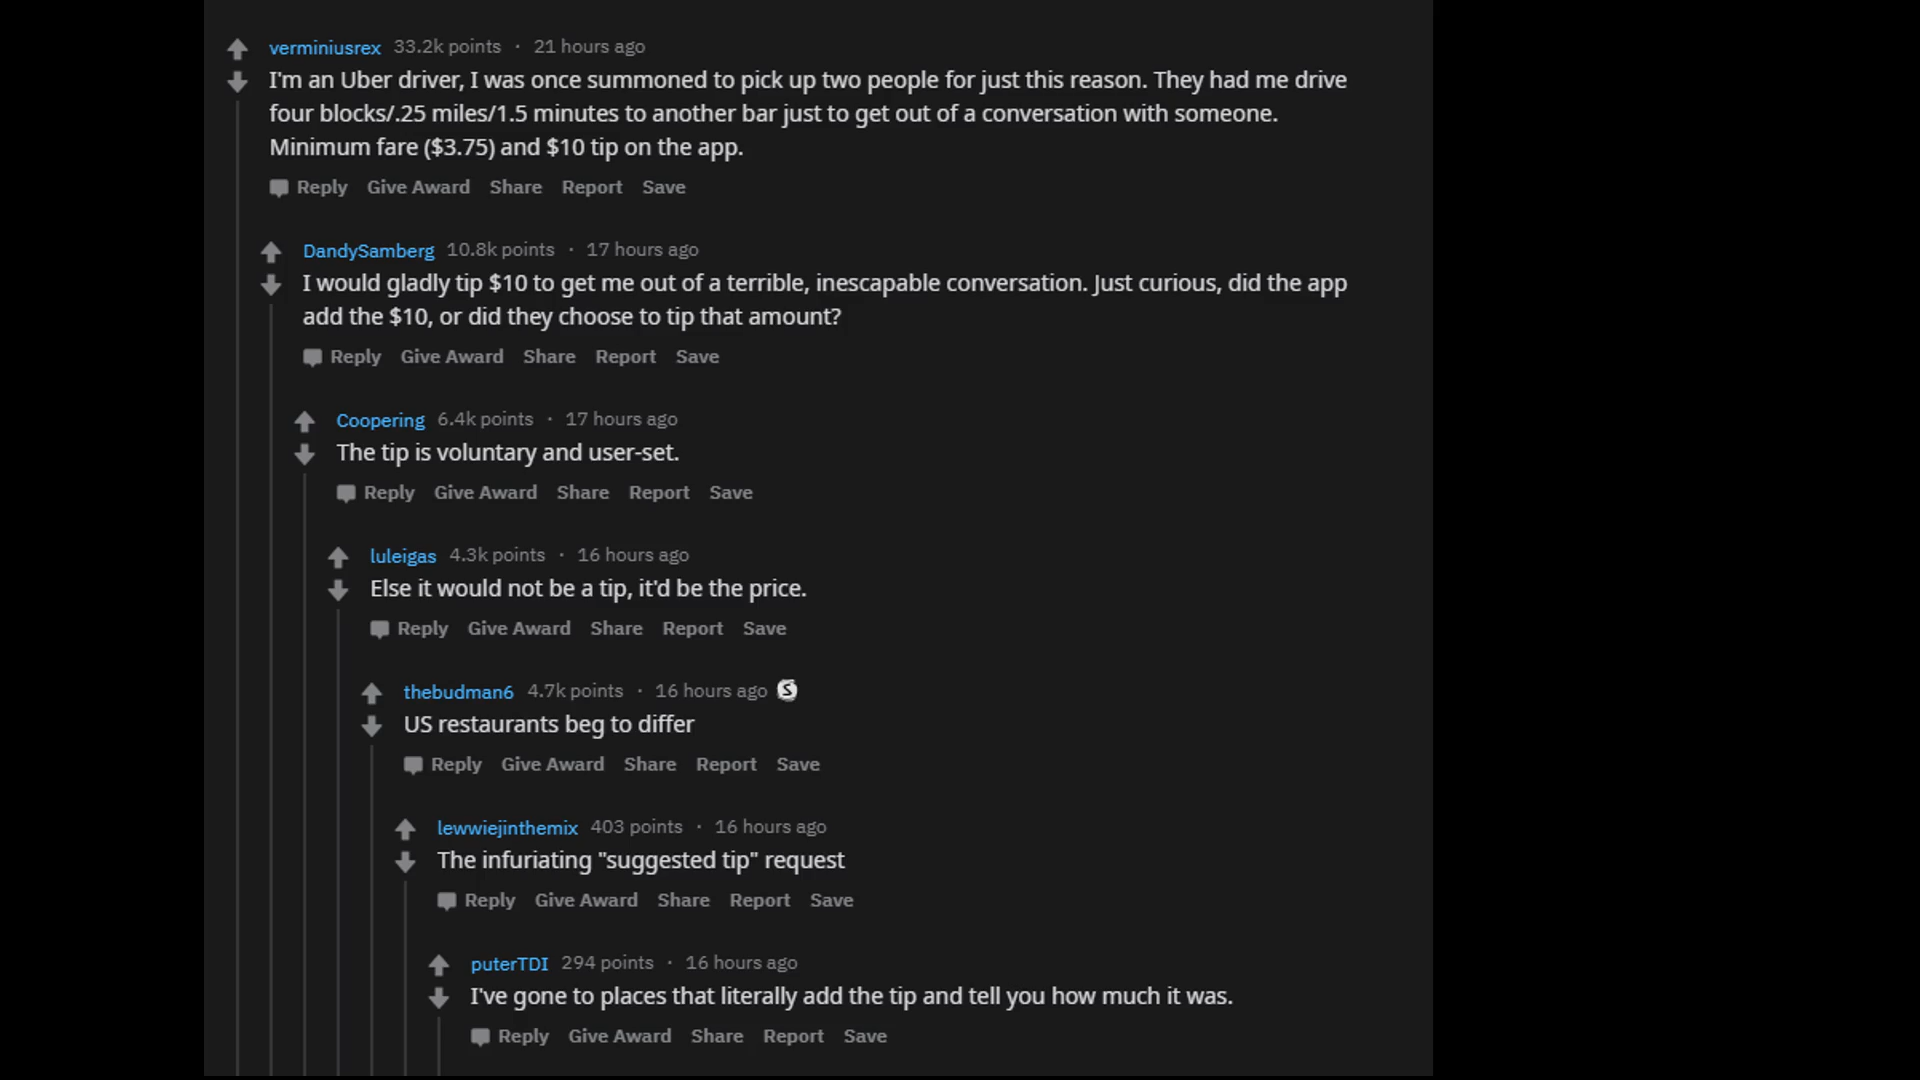 verminiusrex 33.2k points · 21 hours ago
I'm an Uber driver, I was once summoned to pick up two people for just this reason. They had me drive
four blocks/.25 miles/1.5 minutes to another bar just to get out of a conversation with someone.
Minimum fare ($3.75) and $10 tip on the app.
Reply Give Award Share Report Save
DandySamberg 10.8k points · 17 hours ago
I would gladly tip $10 to get me out of a terrible, inescapable conversation. Just curious, did the app
add the $10, or did they choose to tip that amount?
Reply Give Award Share Report Save
Coopering 6.4k points · 17 hours ago
The tip is voluntary and user-set.
Reply Give Award Share Report Save
luleigas 4.3k points · 16 hours ago
Else it would not be a tip, it'd be the price.
Reply Give Award Share Report Save
thebudman6 4.7k points · 16 hours ago S
US restaurants beg to differ
Reply Give Award Share Report Save
lewwiejinthemix 403 points · 16 hours ago
The infuriating "suggested tip" request
Reply Give Award Share Report Save
puterTDI 294 points · 16 hours ago
I've gone to places that literally add the tip and tell you how much it was.
Reply Give Award Share Report Save